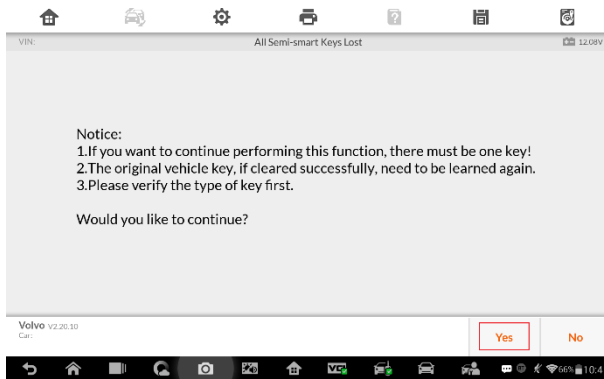 VIN:
All Semi-smart Keys Lost
12.08V
Notice:
1.If you want to continue performing this function, there must be one key!
2.The original vehicle key, if cleared successfully, need to be learned again.
3.Please verify the type of key first.
Would you like to continue?
Volvo V2.20.10
Car:
Yes
No
66%
10:4